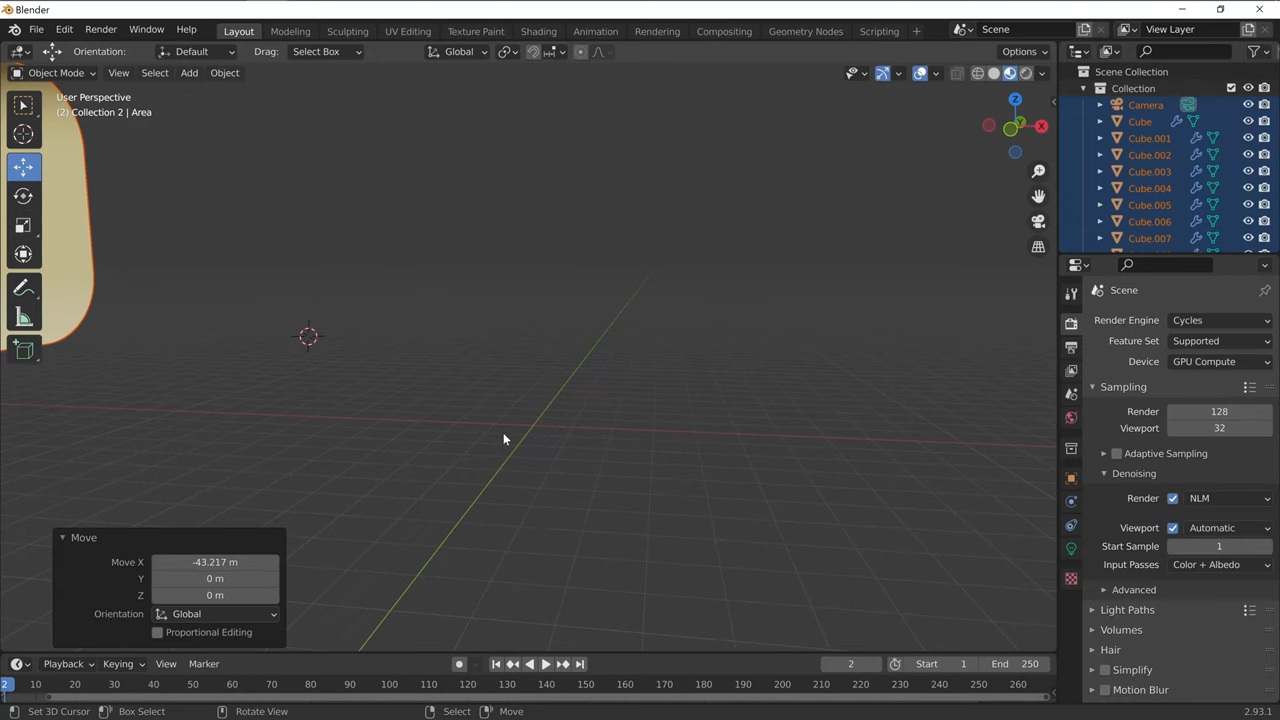 Blender
File Edit Render Window Help Layout Modeling Sculpting UV Editing Texture Paint Shading Animation Rendering Compositing Geometry Nodes Scripting + Scene View Layer
Orientation: Default Drag: Select Box Global Options
Object Mode View Select Add Object
User Perspective
(2) Collection 2 | Area
Z
Y
X
Scene Collection
Collection
Camera
Cube
Cube.001
Cube.002
Cube.003
Cube.004
Cube.005
Cube.006
Cube.007
Scene
Render Engine Cycles
Feature Set Supported
Device GPU Compute
Sampling
Render 128
Viewport 32
Adaptive Sampling
Denoising
Render NLM
Viewport Automatic
Start Sample 1
Input Passes Color + Albedo
Advanced
Light Paths
Volumes
Hair
Simplify
Motion Blur
Move
Move X -43.217 m
Y 0 m
Z 0 m
Orientation Global
Proportional Editing
Playback Keying View Marker 2 Start 1 End 250
2 10 20 30 40 50 60 70 80 90 100 110 120 130 140 150 160 170 180 190 200 210 220 230 240 250 260
Set 3D Cursor Box Select Rotate View Select Move 2.93.1